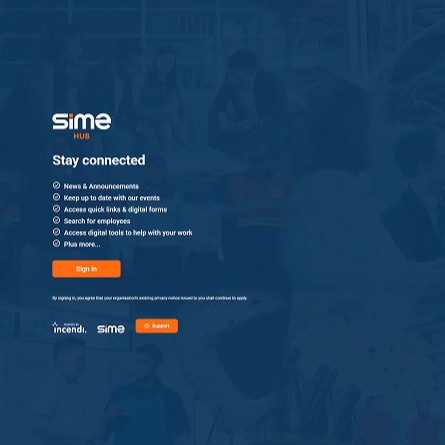 sime
HUB
Stay connected
News & Announcements
Keep up to date with our events
Access quick links & digital forms
Search for employees
Access digital tools to help with your work
Plus more...
Sign in
By signing in, you agree that your organisation's existing privacy notice issued to you shall continue to apply.
POWERED BY
incendi.
sime
Support